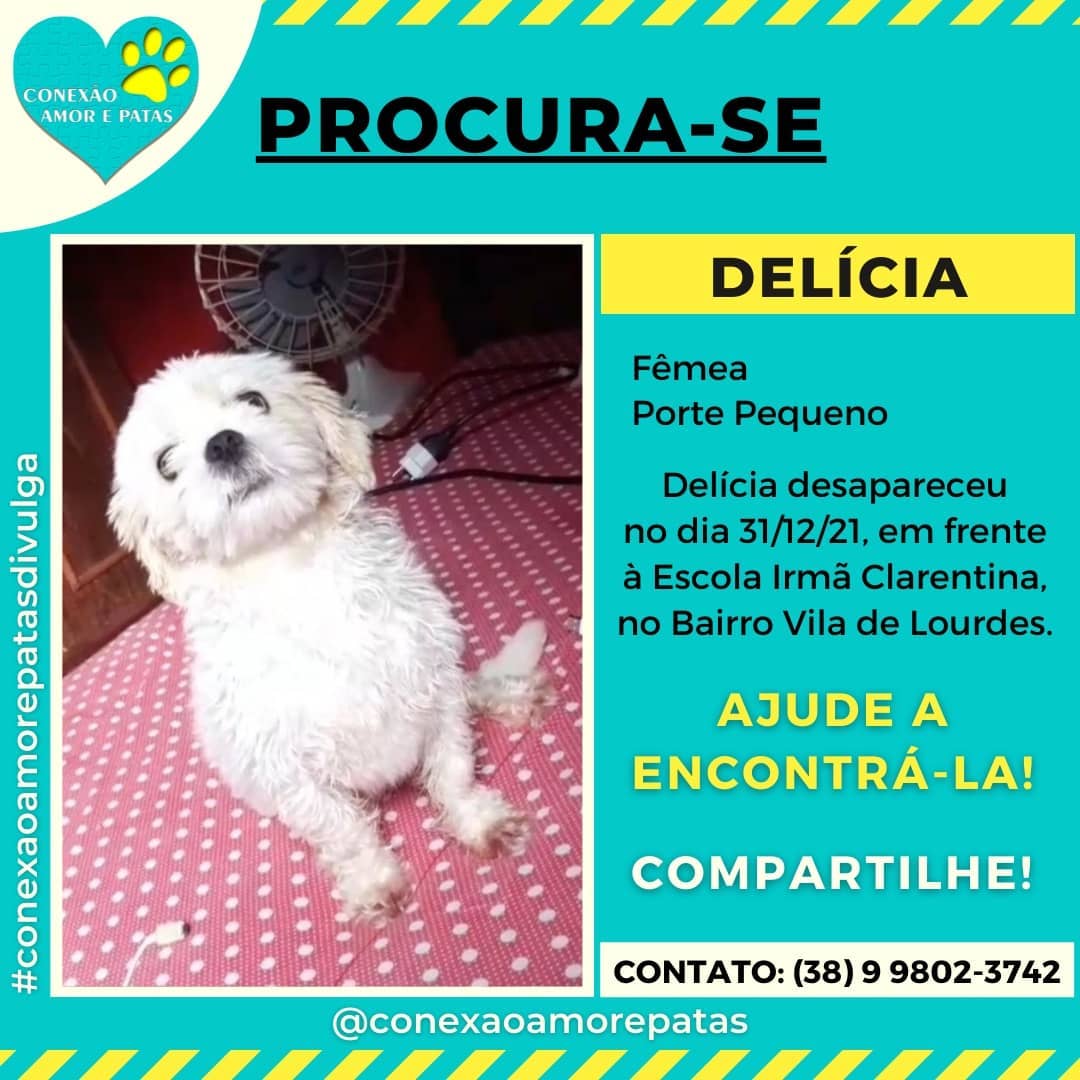 CONEXÃO
AMOR E PATAS
PROCURA-SE
DELÍCIA
Fêmea
Porte Pequeno
Delícia desapareceu
no dia 31/12/21, em frente
à Escola Irmã Clarentina,
no Bairro Vila de Lourdes.
AJUDE A
ENCONTRÁ-LA!
COMPARTILHE!
CONTATO: (38) 9 9802-3742
#conexaoamorepatasdivulga
@conexaoamorepatas